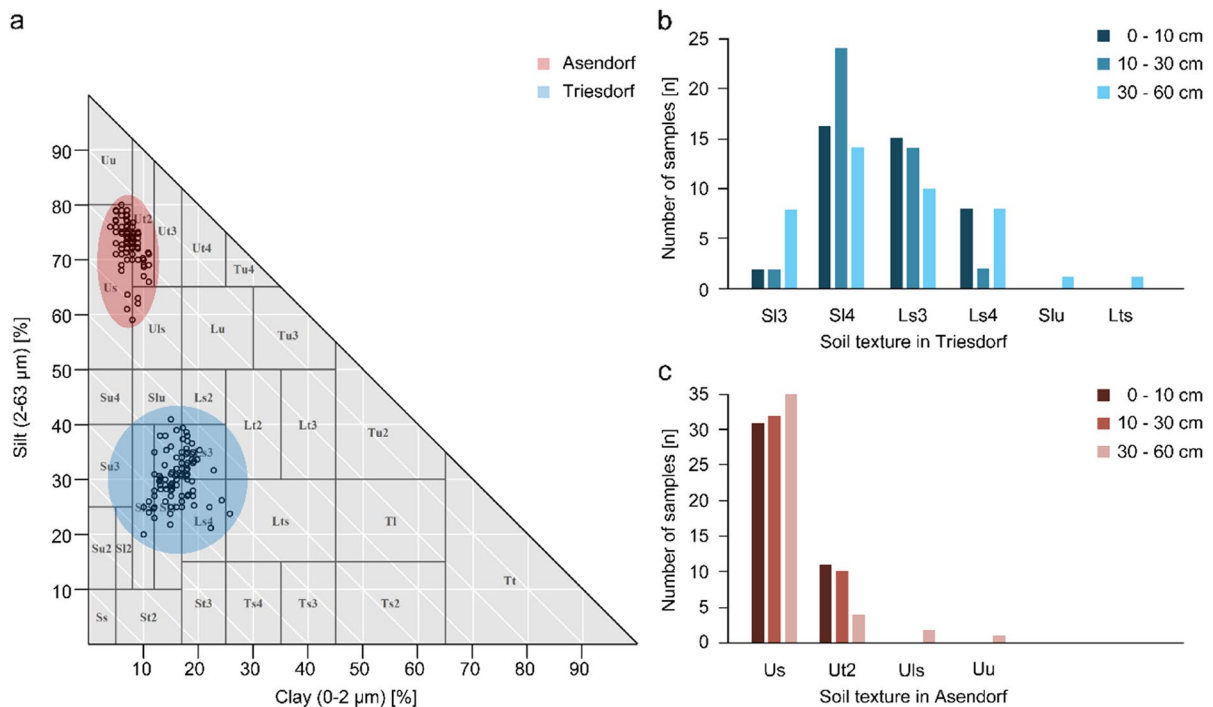 a
Asendorf
Triesdorf
90
80
70
60
50
40
30
20
10
Silt (2-63 µm) [%]
Uu
Ut2
Ut3
Ut4
Tu4
Us
Uls
Lu
Tu3
Su4
Slu
Ls2
Lt2
Lt3
Tu2
Su3
Ls4
Lts
Tl
Su2
Sl2
Tt
Ss
St2
St3
Ts4
Ts3
Ts2
10 20 30 40 50 60 70 80 90
Clay (0-2 µm) [%]
b
0 - 10 cm
10 - 30 cm
30 - 60 cm
25
20
15
10
5
0
Number of samples [n]
Sl3 Sl4 Ls3 Ls4 Slu Lts
Soil texture in Triesdorf
c
0 - 10 cm
10 - 30 cm
30 - 60 cm
35
30
25
20
15
10
5
0
Number of samples [n]
Us Ut2 Uls Uu
Soil texture in Asendorf